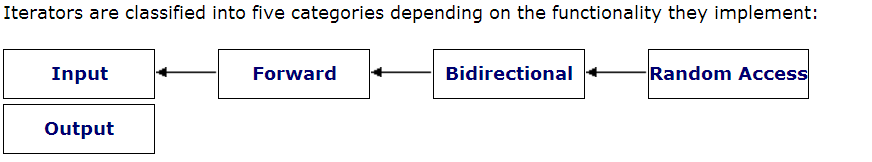 Iterators are classified into five categories depending on the functionality they implement:
Input
Forward
Bidirectional
Random Access
Output